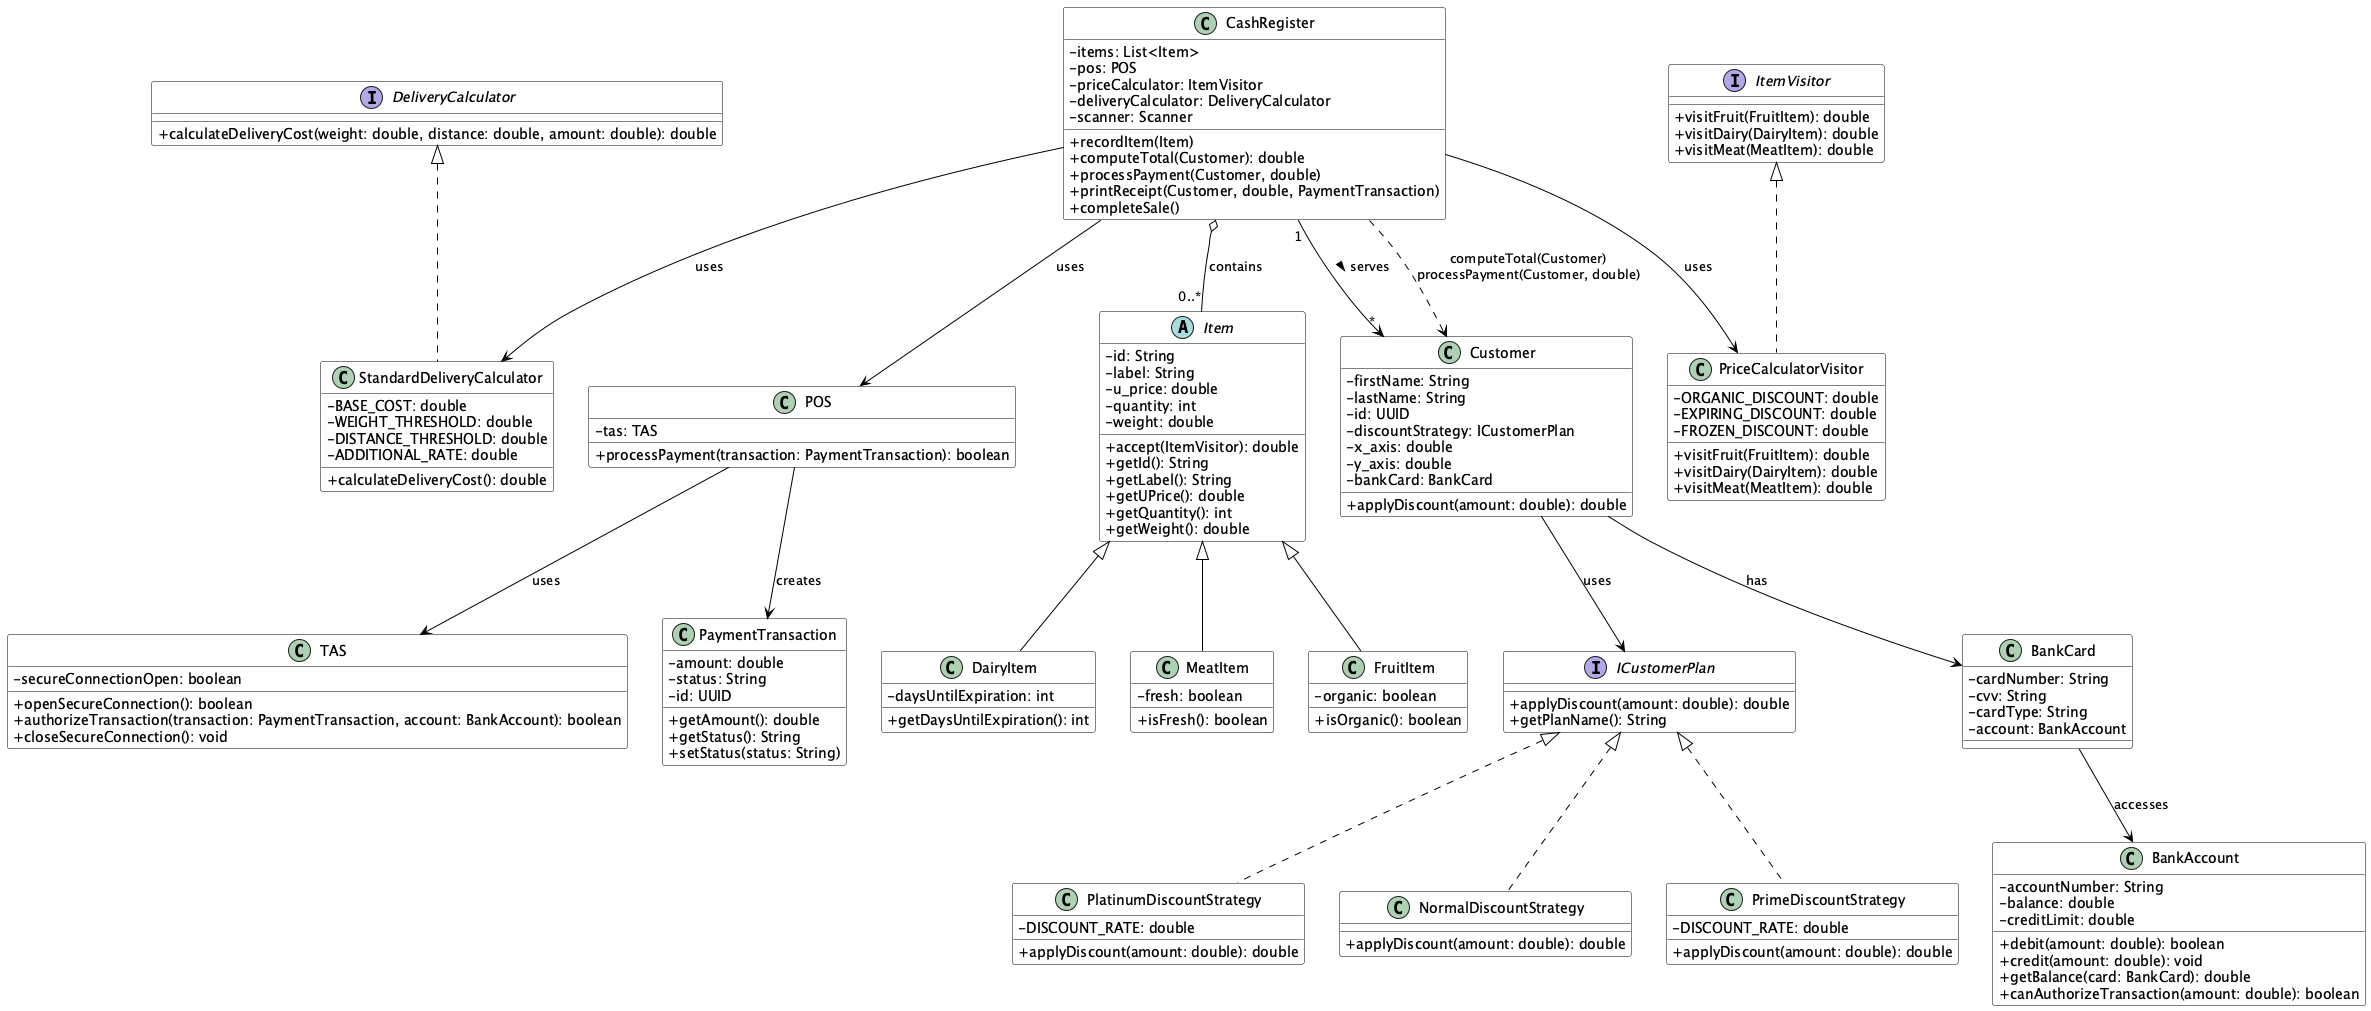 C CashRegister
-items: List<Item>
-pos: POS
-priceCalculator: ItemVisitor
-deliveryCalculator: DeliveryCalculator
-scanner: Scanner
+recordItem(Item)
+computeTotal(Customer): double
+processPayment(Customer, double)
+printReceipt(Customer, double, PaymentTransaction)
+completeSale()
I DeliveryCalculator
+calculateDeliveryCost(weight: double, distance: double, amount: double): double
I ItemVisitor
+visitFruit(FruitItem): double
+visitDairy(DairyItem): double
+visitMeat(MeatItem): double
uses
uses
contains
0..*
1
serves
*
computeTotal(Customer)
processPayment(Customer, double)
uses
C StandardDeliveryCalculator
-BASE_COST: double
-WEIGHT_THRESHOLD: double
-DISTANCE_THRESHOLD: double
-ADDITIONAL_RATE: double
+calculateDeliveryCost(): double
C POS
-tas: TAS
+processPayment(transaction: PaymentTransaction): boolean
A Item
-id: String
-label: String
-u_price: double
-quantity: int
-weight: double
+accept(ItemVisitor): double
+getId(): String
+getLabel(): String
+getUPrice(): double
+getQuantity(): int
+getWeight(): double
C Customer
-firstName: String
-lastName: String
-id: UUID
-discountStrategy: ICustomerPlan
-x_axis: double
-y_axis: double
-bankCard: BankCard
+applyDiscount(amount: double): double
C PriceCalculatorVisitor
-ORGANIC_DISCOUNT: double
-EXPIRING_DISCOUNT: double
-FROZEN_DISCOUNT: double
+visitFruit(FruitItem): double
+visitDairy(DairyItem): double
+visitMeat(MeatItem): double
uses
creates
uses
has
C TAS
-secureConnectionOpen: boolean
+openSecureConnection(): boolean
+authorizeTransaction(transaction: PaymentTransaction, account: BankAccount): boolean
+closeSecureConnection(): void
C PaymentTransaction
-amount: double
-status: String
-id: UUID
+getAmount(): double
+getStatus(): String
+setStatus(status: String)
C DairyItem
-daysUntilExpiration: int
+getDaysUntilExpiration(): int
C MeatItem
-fresh: boolean
+isFresh(): boolean
C FruitItem
-organic: boolean
+isOrganic(): boolean
I ICustomerPlan
+applyDiscount(amount: double): double
+getPlanName(): String
C BankCard
-cardNumber: String
-cvv: String
-cardType: String
-account: BankAccount
accesses
C PlatinumDiscountStrategy
-DISCOUNT_RATE: double
+applyDiscount(amount: double): double
C NormalDiscountStrategy
+applyDiscount(amount: double): double
C PrimeDiscountStrategy
-DISCOUNT_RATE: double
+applyDiscount(amount: double): double
C BankAccount
-accountNumber: String
-balance: double
-creditLimit: double
+debit(amount: double): boolean
+credit(amount: double): void
+getBalance(card: BankCard): double
+canAuthorizeTransaction(amount: double): boolean